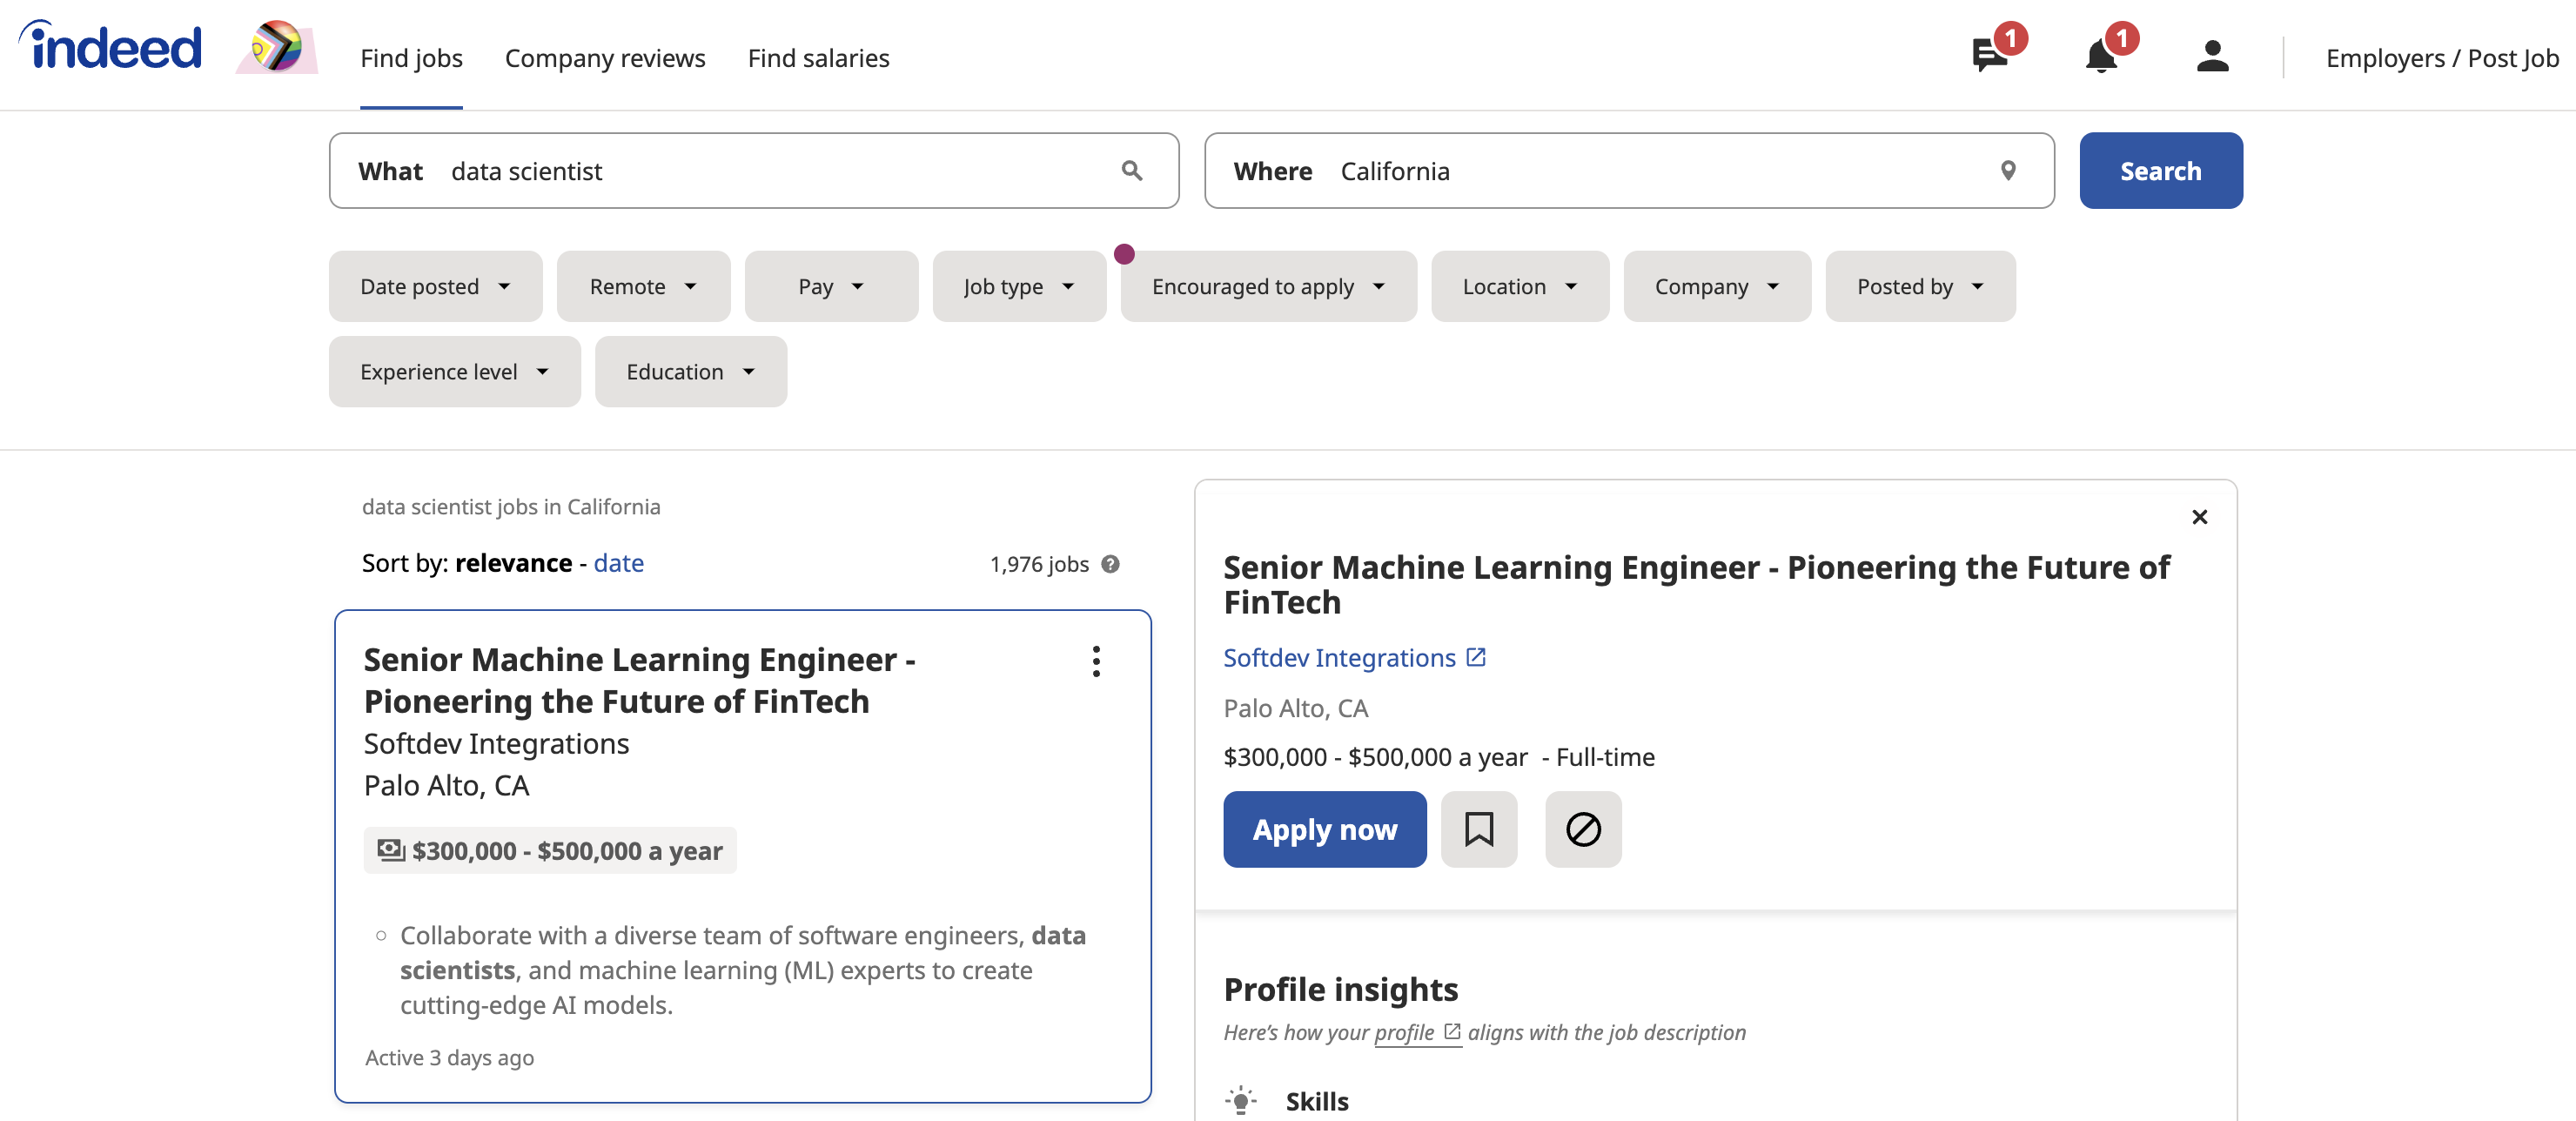 indeed
Find jobs
Company reviews
Find salaries
1
1
Employers / Post Job
What data scientist
Where California
Search
Date posted
Remote
Pay
Job type
Encouraged to apply
Location
Company
Posted by
Experience level
Education
data scientist jobs in California
Sort by: relevance - date
1,976 jobs ?
Senior Machine Learning Engineer -
Pioneering the Future of FinTech
Softdev Integrations
Palo Alto, CA
$300,000 - $500,000 a year
Collaborate with a diverse team of software engineers, data
scientists, and machine learning (ML) experts to create
cutting-edge AI models.
Active 3 days ago
Senior Machine Learning Engineer - Pioneering the Future of
FinTech
Softdev Integrations
Palo Alto, CA
$300,000 - $500,000 a year - Full-time
Apply now
Profile insights
Here's how your profile aligns with the job description
Skills